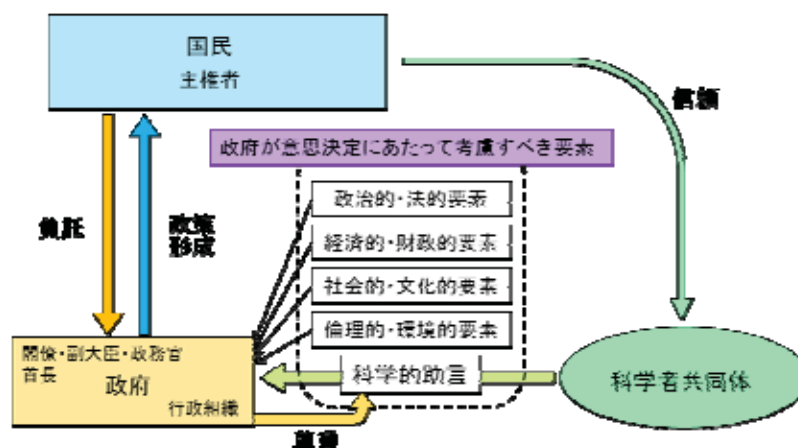 国民
主権者
信頼
政府が意思決定にあたって考慮すべき要素
政治的・法的要素
経済的・財政的要素
社会的・文化的要素
倫理的・環境的要素
科学的助言
負託
政策
形成
閣僚・副大臣・政務官
首長
政府
行政組織
科学者共同体